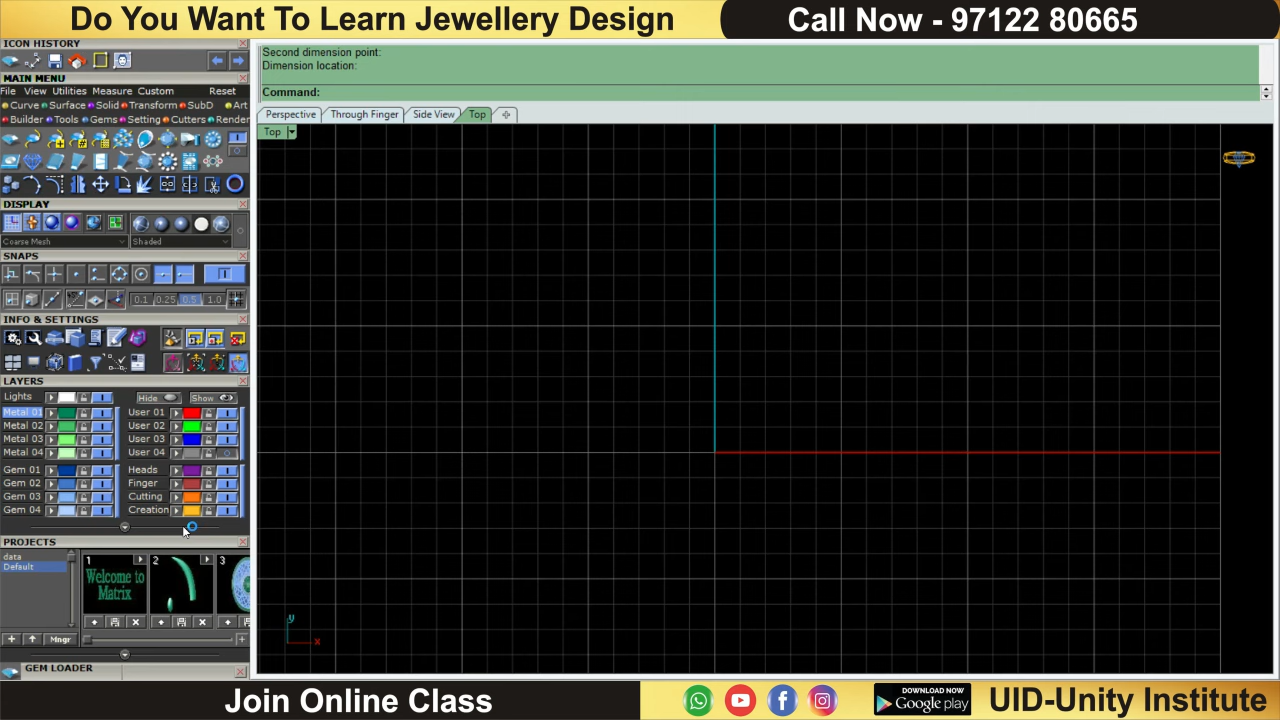 Do You Want To Learn Jewellery Design
Call Now - 97122 80665
ICON HISTORY
MAIN MENU
File View Utilities Measure Custom Reset
Curve Surface Solid Transform SubD Art
Builder Tools Gems Setting Cutters Render
DISPLAY
Coarse Mesh
Shaded
SNAPS
0.1 0.25 0.5 1.0
INFO & SETTINGS
LAYERS
Lights Hide Show
Metal 01 User 01
Metal 02 User 02
Metal 03 User 03
Metal 04 User 04
Gem 01 Heads
Gem 02 Finger
Gem 03 Cutting
Gem 04 Creation
PROJECTS
data
Default
1 2 3
Welcome to
Matrix
Mngr
GEM LOADER
Second dimension point:
Dimension location:
Command:
Perspective Through Finger Side View Top
Top
y
x
Join Online Class
DOWNLOAD NOW
Google play
UID-Unity Institute